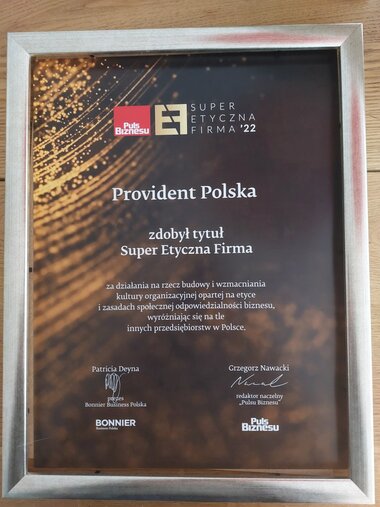 Puls
Biznesu
SUPER
ETYCZNA
FIRMA '22
Provident Polska
zdobył tytuł
Super Etyczna Firma
za działania na rzecz budowy i wzmacniania
kultury organizacyjnej opartej na etyce
i zasadach społecznej odpowiedzialności biznesu,
wyróżniając się na tle
innych przedsiębiorstw w Polsce.
Patricia Deyna
prezes
Bonnier Business Polska
BONNIER
Business Polska
Grzegorz Nawacki
redaktor naczelny
„Pulsu Biznesu”
Puls
Biznesu